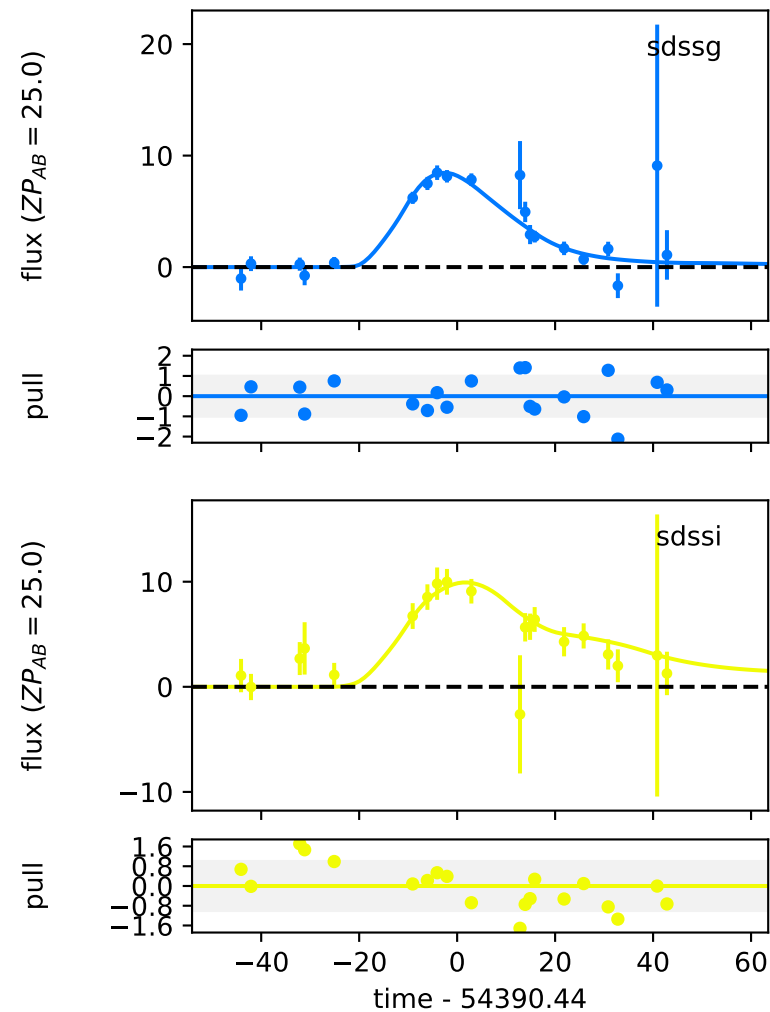 sdssg
flux (ZP_AB = 25.0)
20
10
0
pull
2
1
0
−1
−2
sdssi
flux (ZP_AB = 25.0)
10
0
−10
pull
1.6
0.8
0.0
−0.8
−1.6
−40 −20 0 20 40 60
time - 54390.44